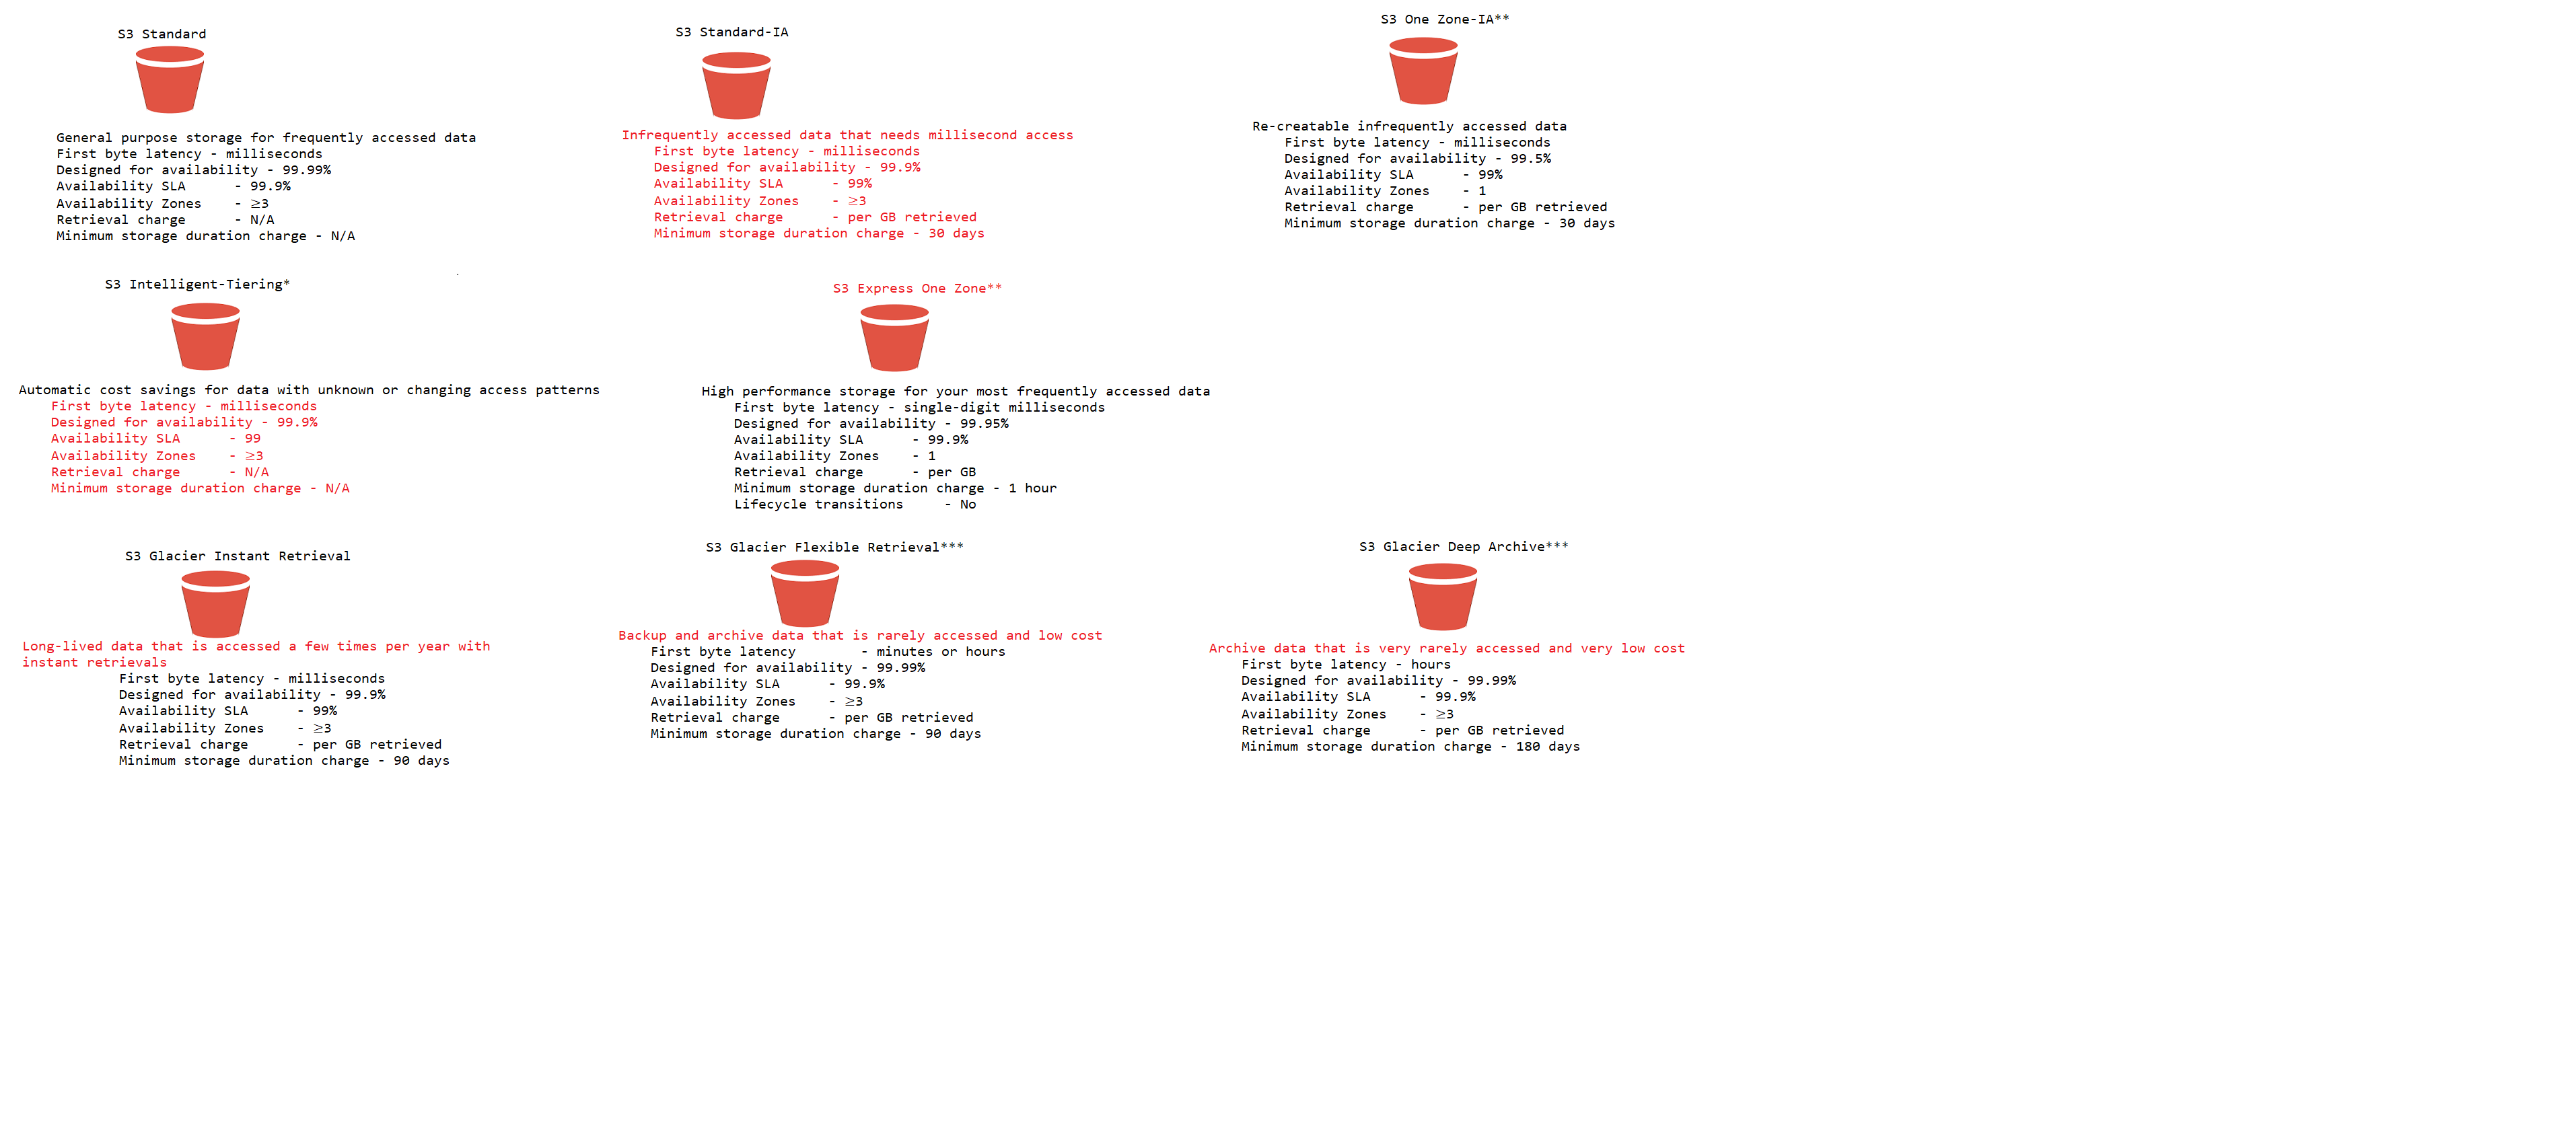 S3 Standard
General purpose storage for frequently accessed data
First byte latency - milliseconds
Designed for availability - 99.99%
Availability SLA - 99.9%
Availability Zones - ≥3
Retrieval charge - N/A
Minimum storage duration charge - N/A
S3 Standard-IA
Infrequently accessed data that needs millisecond access
First byte latency - milliseconds
Designed for availability - 99.9%
Availability SLA - 99%
Availability Zones - ≥3
Retrieval charge - per GB retrieved
Minimum storage duration charge - 30 days
S3 One Zone-IA**
Re-creatable infrequently accessed data
First byte latency - milliseconds
Designed for availability - 99.5%
Availability SLA - 99%
Availability Zones - 1
Retrieval charge - per GB retrieved
Minimum storage duration charge - 30 days
S3 Intelligent-Tiering*
Automatic cost savings for data with unknown or changing access patterns
First byte latency - milliseconds
Designed for availability - 99.9%
Availability SLA - 99
Availability Zones - ≥3
Retrieval charge - N/A
Minimum storage duration charge - N/A
S3 Express One Zone**
High performance storage for your most frequently accessed data
First byte latency - single-digit milliseconds
Designed for availability - 99.95%
Availability SLA - 99.9%
Availability Zones - 1
Retrieval charge - per GB
Minimum storage duration charge - 1 hour
Lifecycle transitions - No
S3 Glacier Instant Retrieval
Long-lived data that is accessed a few times per year with
instant retrievals
First byte latency - milliseconds
Designed for availability - 99.9%
Availability SLA - 99%
Availability Zones - ≥3
Retrieval charge - per GB retrieved
Minimum storage duration charge - 90 days
S3 Glacier Flexible Retrieval***
Backup and archive data that is rarely accessed and low cost
First byte latency - minutes or hours
Designed for availability - 99.99%
Availability SLA - 99.9%
Availability Zones - ≥3
Retrieval charge - per GB retrieved
Minimum storage duration charge - 90 days
S3 Glacier Deep Archive***
Archive data that is very rarely accessed and very low cost
First byte latency - hours
Designed for availability - 99.99%
Availability SLA - 99.9%
Availability Zones - ≥3
Retrieval charge - per GB retrieved
Minimum storage duration charge - 180 days